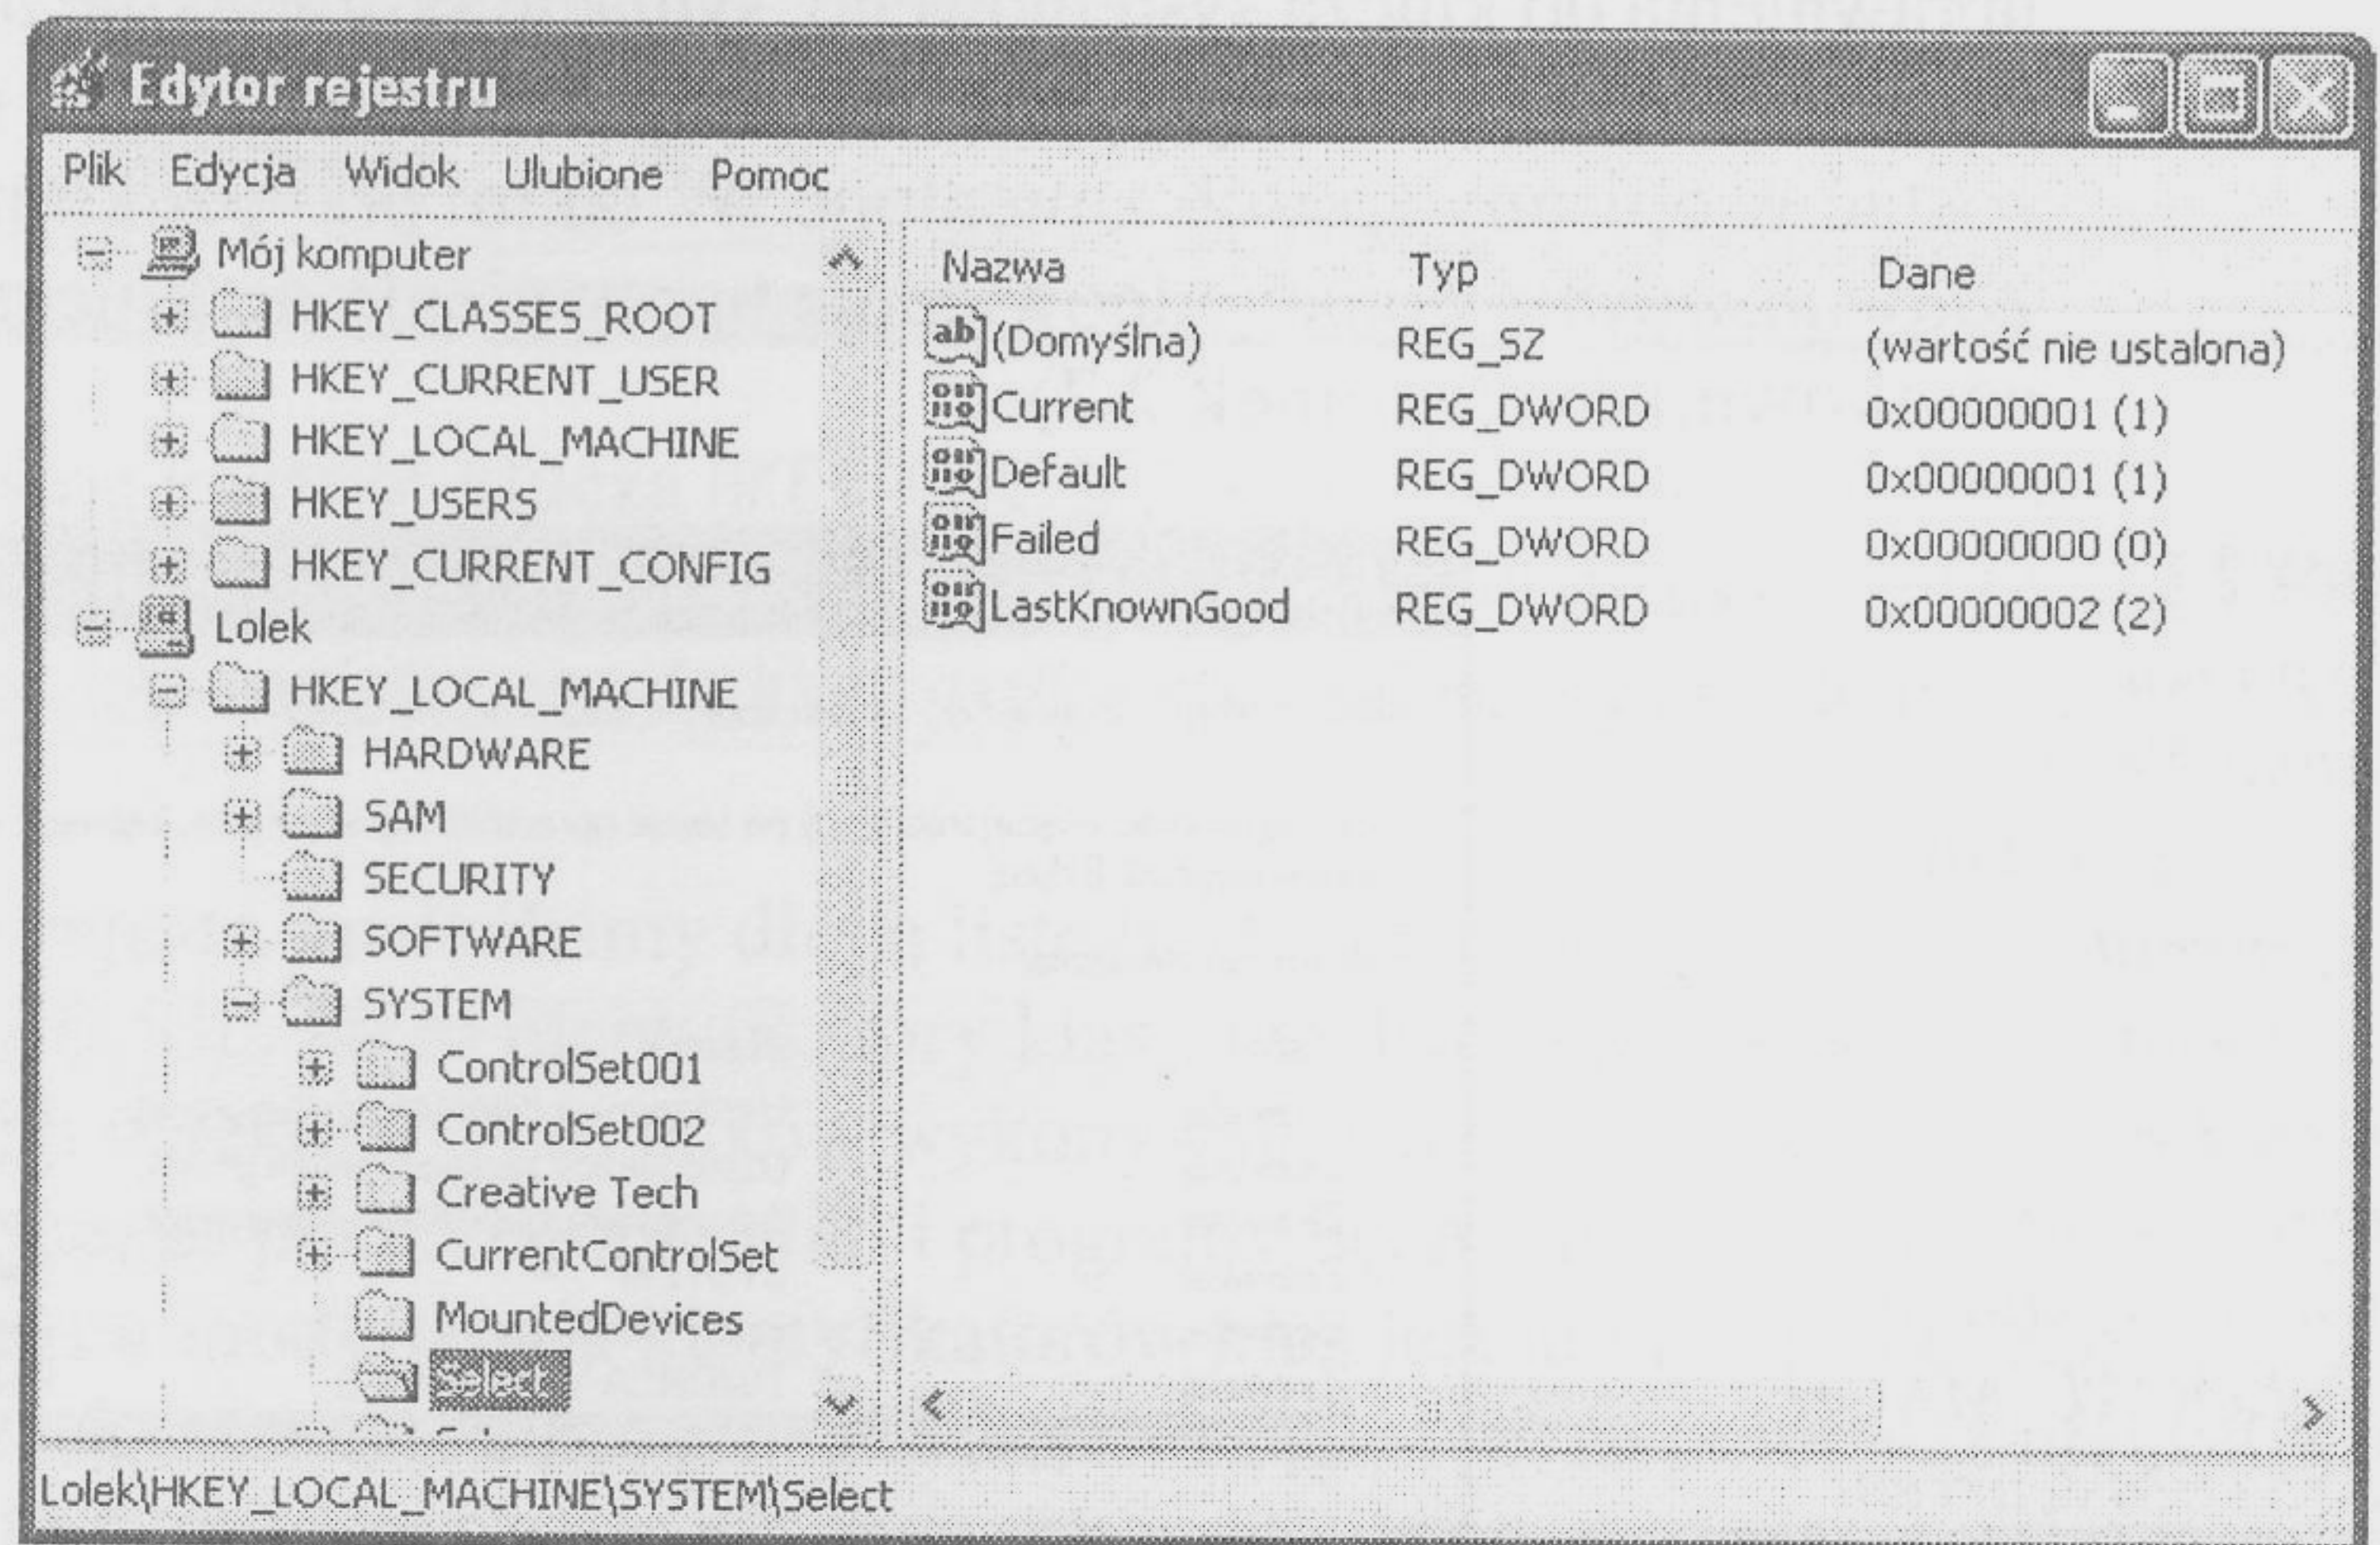 Edytor rejestru
Plik Edycja Widok Ulubione Pomoc
Mój komputer
HKEY_CLASSES_ROOT
HKEY_CURRENT_USER
HKEY_LOCAL_MACHINE
HKEY_USERS
HKEY_CURRENT_CONFIG
Lolek
HKEY_LOCAL_MACHINE
HARDWARE
SAM
SECURITY
SOFTWARE
SYSTEM
ControlSet001
ControlSet002
Creative Tech
CurrentControlSet
MountedDevices
Select
Nazwa Typ Dane
(Domyślna) REG_SZ (wartość nie ustalona)
Current REG_DWORD 0x00000001 (1)
Default REG_DWORD 0x00000001 (1)
Failed REG_DWORD 0x00000000 (0)
LastKnownGood REG_DWORD 0x00000002 (2)
Lolek\HKEY_LOCAL_MACHINE\SYSTEM\Select